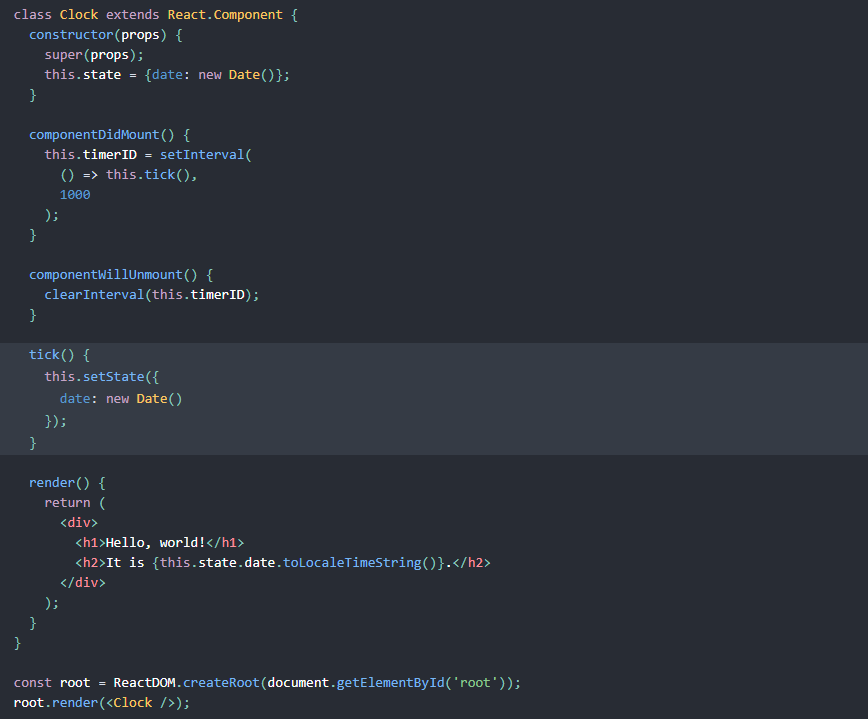 class Clock extends React.Component {
  constructor(props) {
    super(props);
    this.state = {date: new Date()};
  }

  componentDidMount() {
    this.timerID = setInterval(
      () => this.tick(),
      1000
    );
  }

  componentWillUnmount() {
    clearInterval(this.timerID);
  }

  tick() {
    this.setState({
      date: new Date()
    });
  }

  render() {
    return (
      <div>
        <h1>Hello, world!</h1>
        <h2>It is {this.state.date.toLocaleTimeString()}.</h2>
      </div>
    );
  }
}

const root = ReactDOM.createRoot(document.getElementById('root'));
root.render(<Clock />);